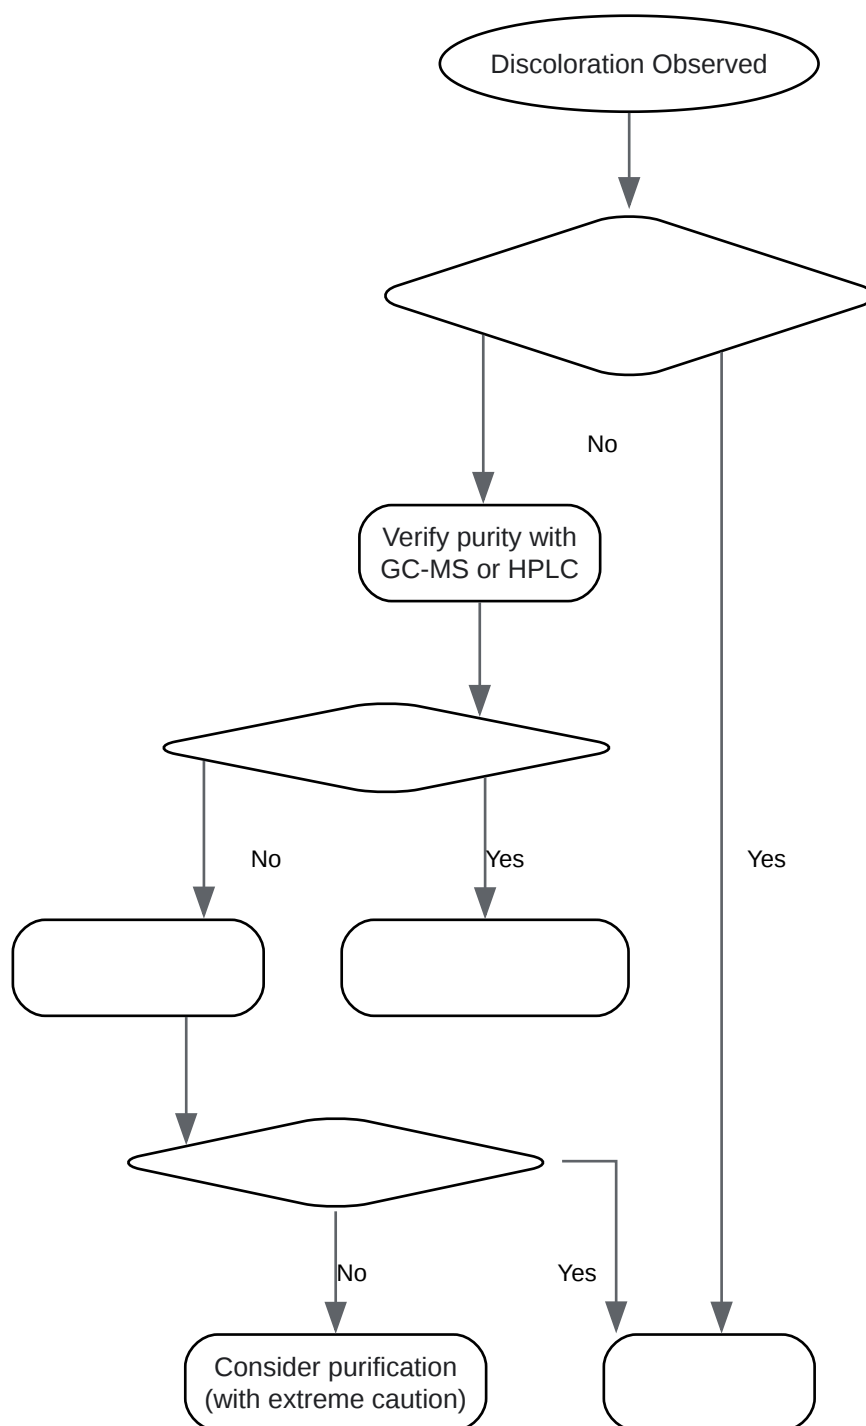 Discoloration Observed
No
Verify purity with
GC-MS or HPLC
No
Yes
Yes
No
Yes
Consider purification
(with extreme caution)